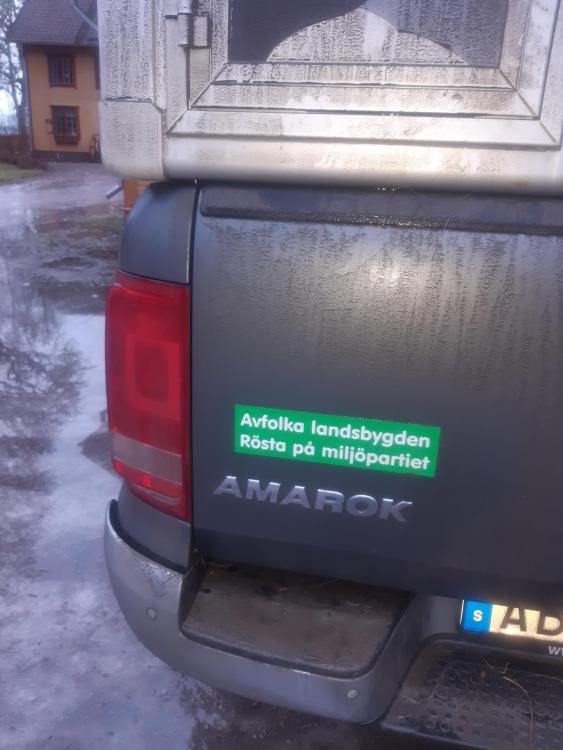 Avfolka landsbygden
Rösta på miljöpartiet
AMAROK
S A